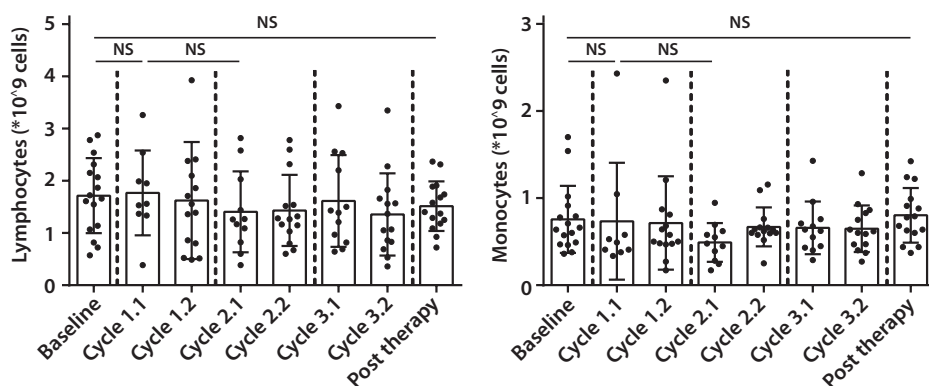 Lymphocytes (*10^9 cells)
5
4
3
2
1
0
NS
NS
NS
Baseline
Cycle 1.1
Cycle 1.2
Cycle 2.1
Cycle 2.2
Cycle 3.1
Cycle 3.2
Post therapy
Monocytes (*10^9 cells)
3
2
1
0
NS
NS
NS
Baseline
Cycle 1.1
Cycle 1.2
Cycle 2.1
Cycle 2.2
Cycle 3.1
Cycle 3.2
Post therapy